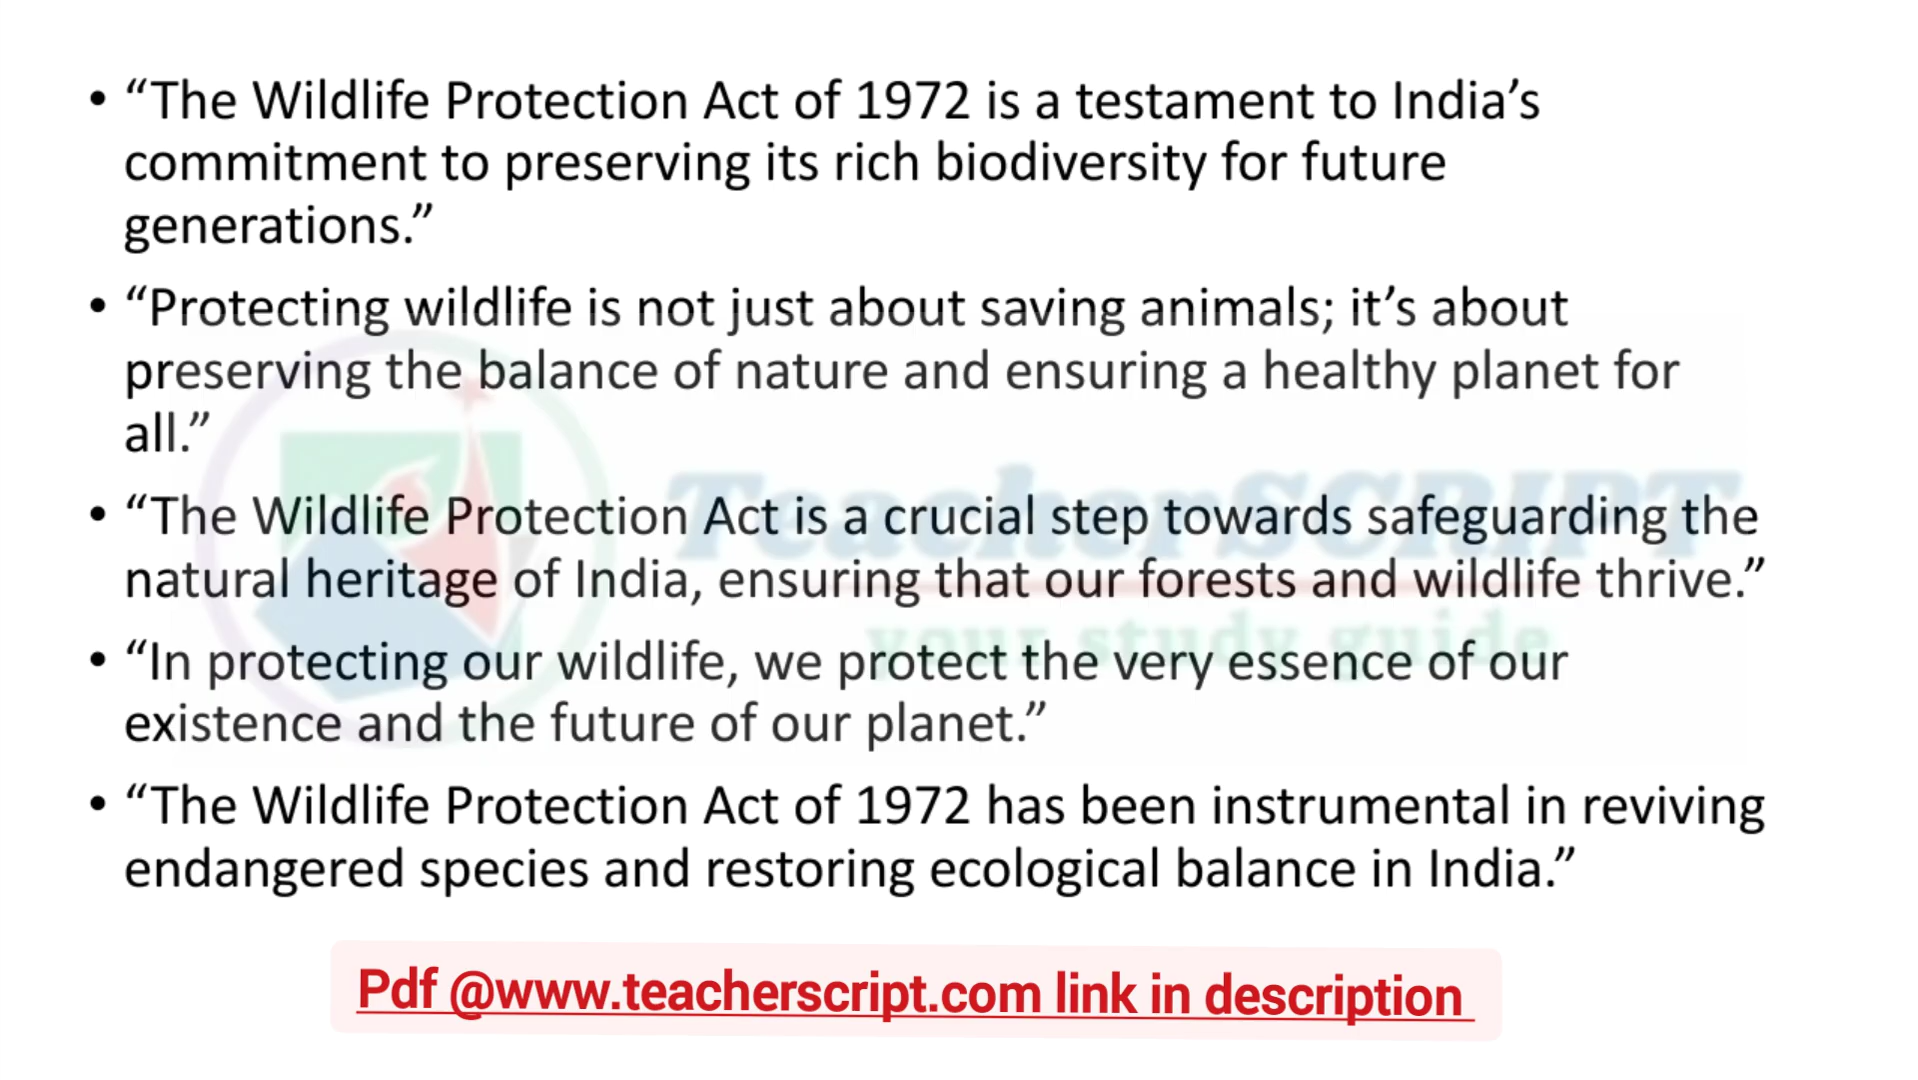 • “The Wildlife Protection Act of 1972 is a testament to India’s
commitment to preserving its rich biodiversity for future
generations.”
• “Protecting wildlife is not just about saving animals; it’s about
preserving the balance of nature and ensuring a healthy planet for
all.”
TeacherSCRIPT
• “The Wildlife Protection Act is a crucial step towards safeguarding the
natural heritage of India, ensuring that our forests and wildlife thrive.”
your study guide
• “In protecting our wildlife, we protect the very essence of our
existence and the future of our planet.”
• “The Wildlife Protection Act of 1972 has been instrumental in reviving
endangered species and restoring ecological balance in India.”
Pdf @www.teacherscript.com link in description